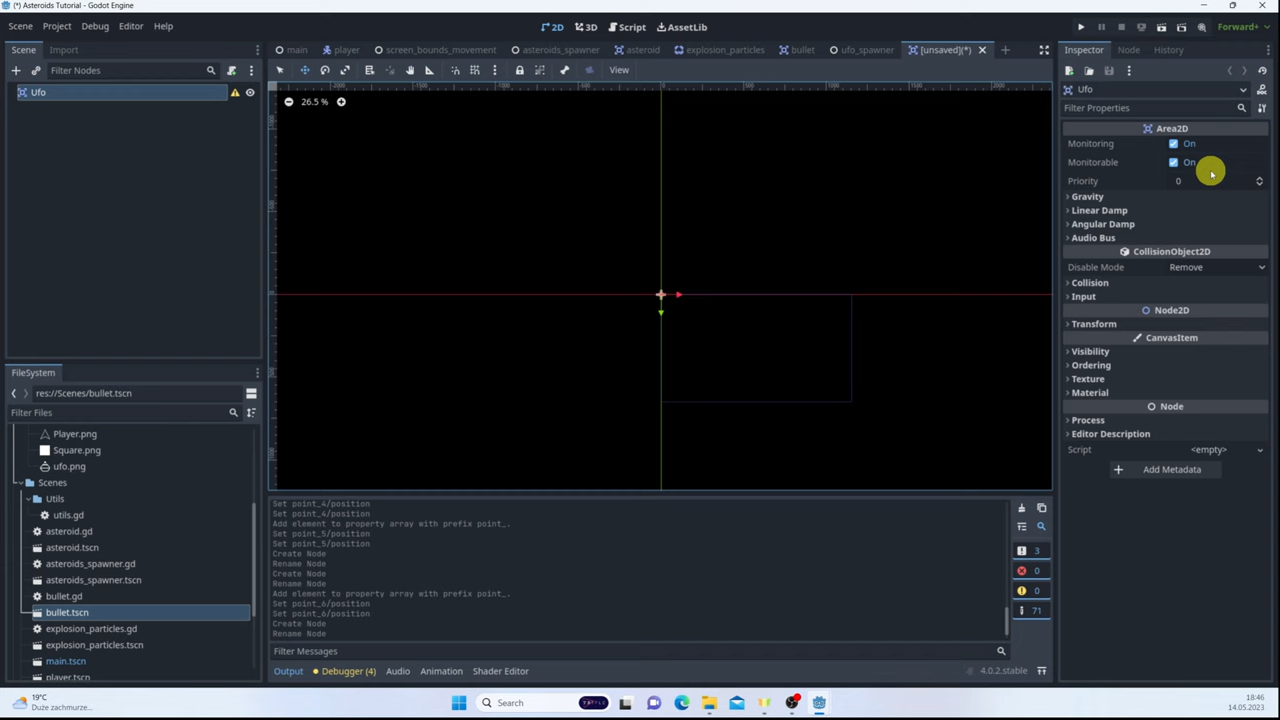 (*) Asteroids Tutorial - Godot Engine
Scene Project Debug Editor Help
2D 3D Script AssetLib
Forward+
Scene Import
main player screen_bounds_movement asteroids_spawner asteroid explosion_particles bullet ufo_spawner [unsaved](*)
Inspector Node History
Filter Nodes
View
Ufo
Ufo
26.5 %
Filter Properties
Area2D
Monitoring On
Monitorable On
Priority 0
Gravity
Linear Damp
Angular Damp
Audio Bus
CollisionObject2D
Disable Mode Remove
Collision
Input
Node2D
Transform
CanvasItem
Visibility
Ordering
Texture
Material
Node
Process
Editor Description
Script <empty>
Add Metadata
FileSystem
res://Scenes/bullet.tscn
Filter Files
Player.png
Square.png
ufo.png
Scenes
Utils
utils.gd
asteroid.gd
asteroid.tscn
asteroids_spawner.gd
asteroids_spawner.tscn
bullet.gd
bullet.tscn
explosion_particles.gd
explosion_particles.tscn
main.tscn
player.tscn
Set point_4/position
Set point_4/position
Add element to property array with prefix point_.
Set point_5/position
Set point_5/position
Create Node
Rename Node
Create Node
Rename Node
Add element to property array with prefix point_.
Set point_6/position
Set point_6/position
Create Node
Rename Node
3
0
0
71
Filter Messages
Output Debugger (4) Audio Animation Shader Editor
4.0.2.stable
19°C
Duże zachmurze...
Search
18:46
14.05.2023